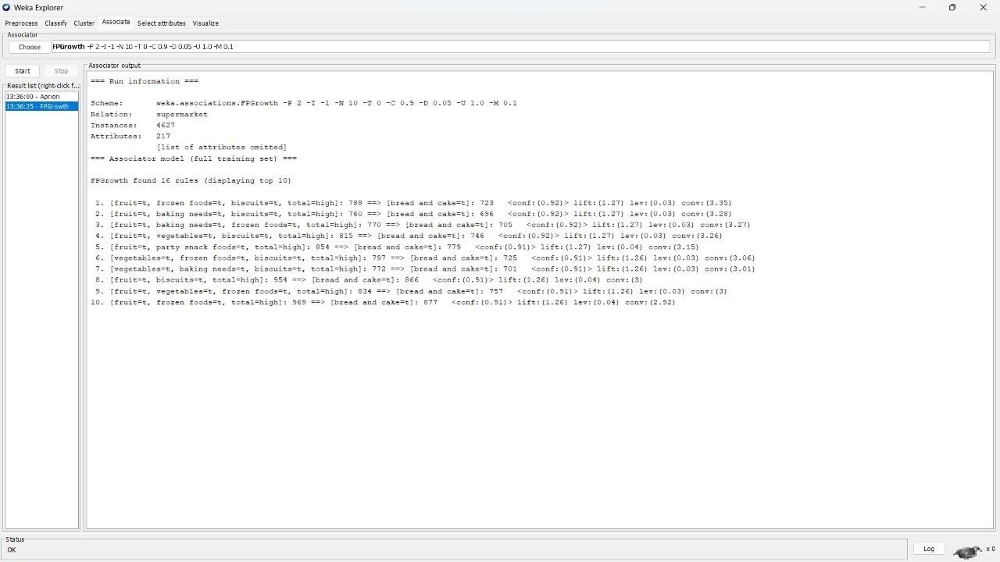 Weka Explorer
Preprocess Classify Cluster Associate Select attributes Visualize
Associator
Choose FPGrowth -P 2 -I -1 -N 10 -T 0 -C 0.9 -D 0.05 -U 1.0 -M 0.1
Start Stop
Result list (right-click f...
13:36:00 - Apriori
13:36:25 - FPGrowth
Associator output
=== Run information ===
Scheme: weka.associations.FPGrowth -P 2 -I -1 -N 10 -T 0 -C 0.9 -D 0.05 -U 1.0 -M 0.1
Relation: supermarket
Instances: 4627
Attributes: 217
[list of attributes omitted]
=== Associator model (full training set) ===
FPGrowth found 16 rules (displaying top 10)
1. [fruit=t, frozen foods=t, biscuits=t, total=high]: 788 ==> [bread and cake=t]: 723 <conf:(0.92)> lift:(1.27) lev:(0.03) conv:(3.35)
2. [fruit=t, baking needs=t, biscuits=t, total=high]: 760 ==> [bread and cake=t]: 696 <conf:(0.92)> lift:(1.27) lev:(0.03) conv:(3.28)
3. [fruit=t, baking needs=t, frozen foods=t, total=high]: 770 ==> [bread and cake=t]: 705 <conf:(0.92)> lift:(1.27) lev:(0.03) conv:(3.27)
4. [fruit=t, vegetables=t, biscuits=t, total=high]: 815 ==> [bread and cake=t]: 746 <conf:(0.92)> lift:(1.27) lev:(0.03) conv:(3.26)
5. [fruit=t, party snack foods=t, total=high]: 854 ==> [bread and cake=t]: 779 <conf:(0.91)> lift:(1.27) lev:(0.04) conv:(3.15)
6. [vegetables=t, frozen foods=t, biscuits=t, total=high]: 797 ==> [bread and cake=t]: 725 <conf:(0.91)> lift:(1.26) lev:(0.03) conv:(3.06)
7. [vegetables=t, baking needs=t, biscuits=t, total=high]: 772 ==> [bread and cake=t]: 701 <conf:(0.91)> lift:(1.26) lev:(0.03) conv:(3.01)
8. [fruit=t, biscuits=t, total=high]: 954 ==> [bread and cake=t]: 866 <conf:(0.91)> lift:(1.26) lev:(0.04) conv:(3)
9. [fruit=t, vegetables=t, frozen foods=t, total=high]: 834 ==> [bread and cake=t]: 757 <conf:(0.91)> lift:(1.26) lev:(0.03) conv:(3)
10. [fruit=t, frozen foods=t, total=high]: 969 ==> [bread and cake=t]: 877 <conf:(0.91)> lift:(1.26) lev:(0.04) conv:(2.92)
Status
OK
Log x 0